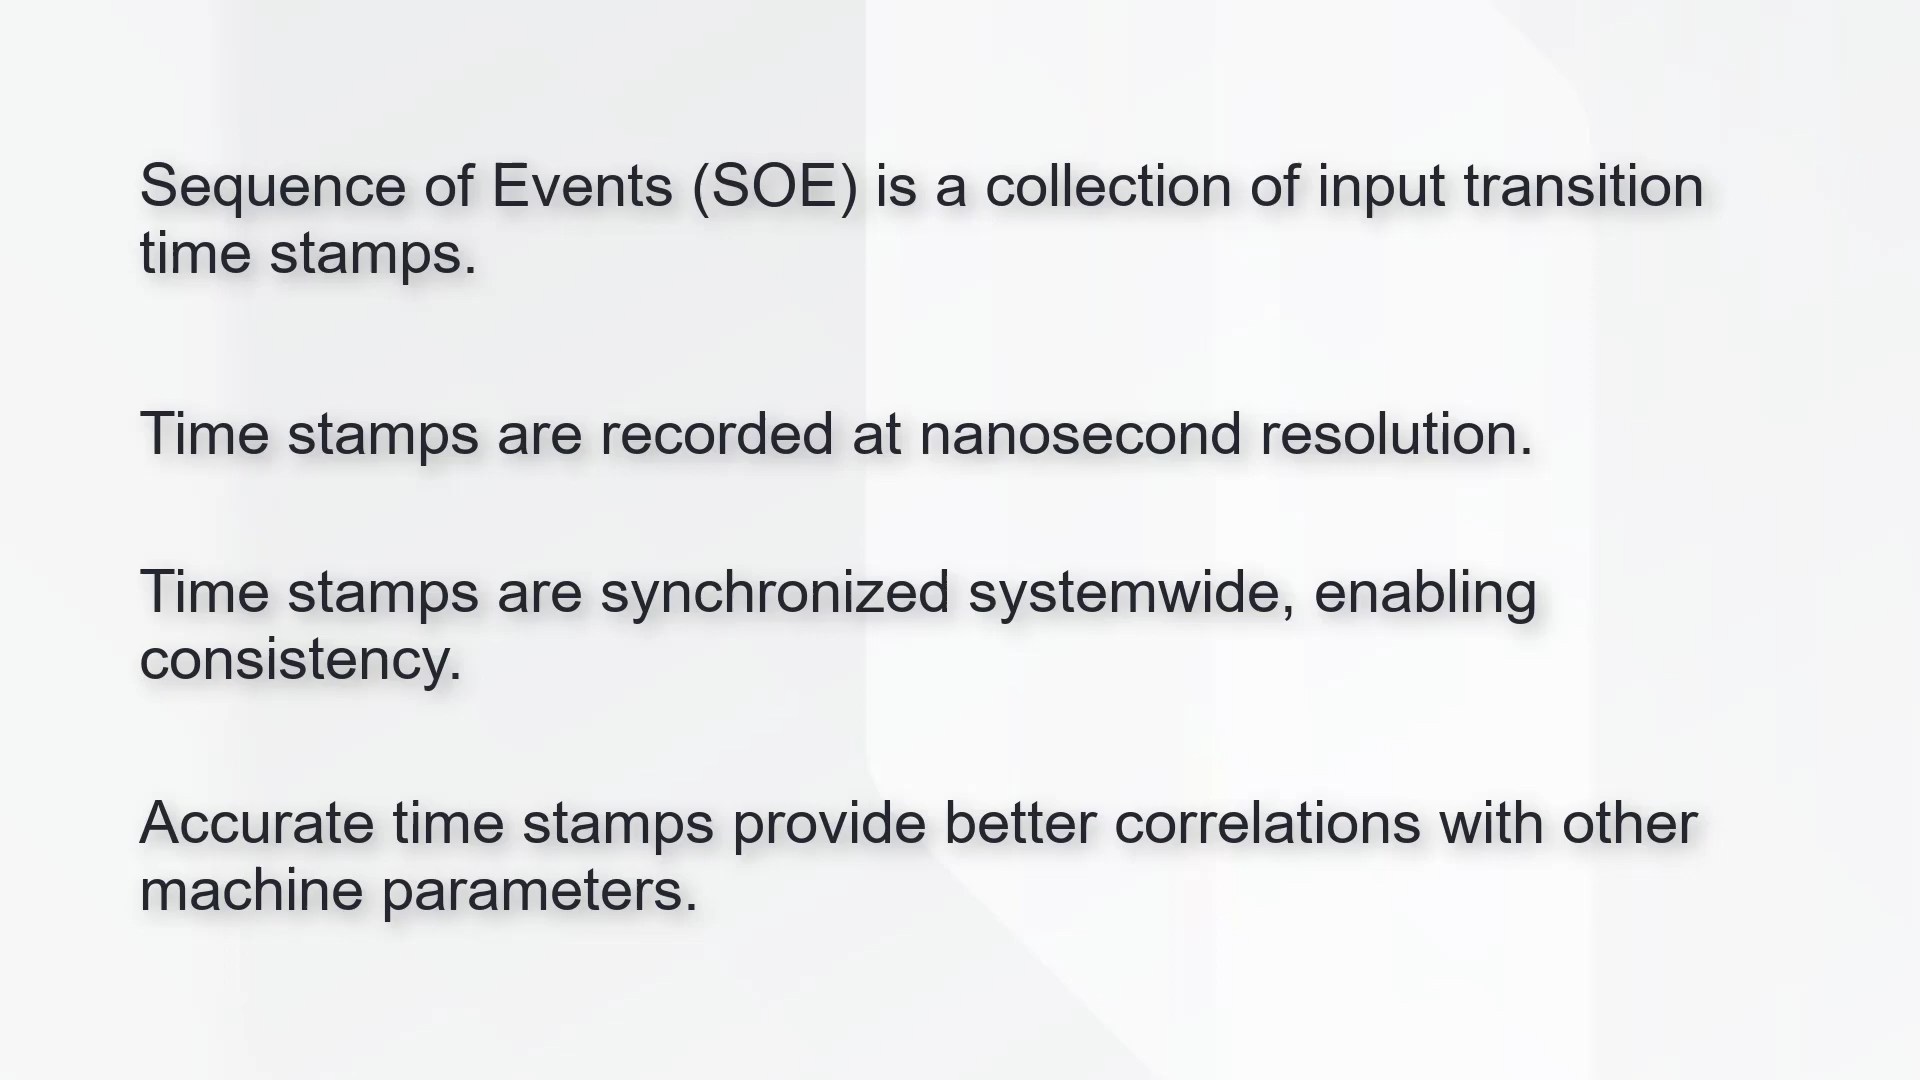 Sequence of Events (SOE) is a collection of input transition
time stamps.
Time stamps are recorded at nanosecond resolution.
Time stamps are synchronized systemwide, enabling
consistency.
Accurate time stamps provide better correlations with other
machine parameters.